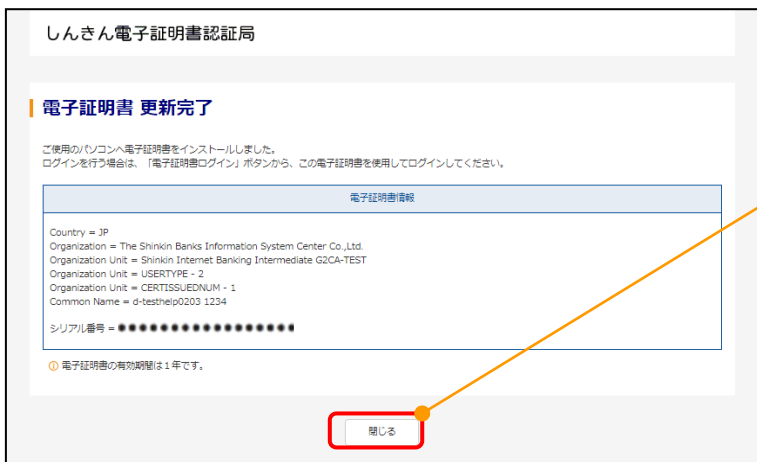 しんきん電子証明書認証局
電子証明書 更新完了
ご使用のパソコンへ電子証明書をインストールしました。
ログインを行う場合は、「電子証明書ログイン」ボタンから、この電子証明書を使用してログインしてください。
電子証明書情報
Country = JP
Organization = The Shinkin Banks Information System Center Co.,Ltd.
Organization Unit = Shinkin Internet Banking Intermediate G2CA-TEST
Organization Unit = USERTYPE - 2
Organization Unit = CERTISSUEDNUM - 1
Common Name = d-testhelp0203 1234
シリアル番号 = ●●●●●●●●●●●●●●●●●
電子証明書の有効期間は１年です。
閉じる